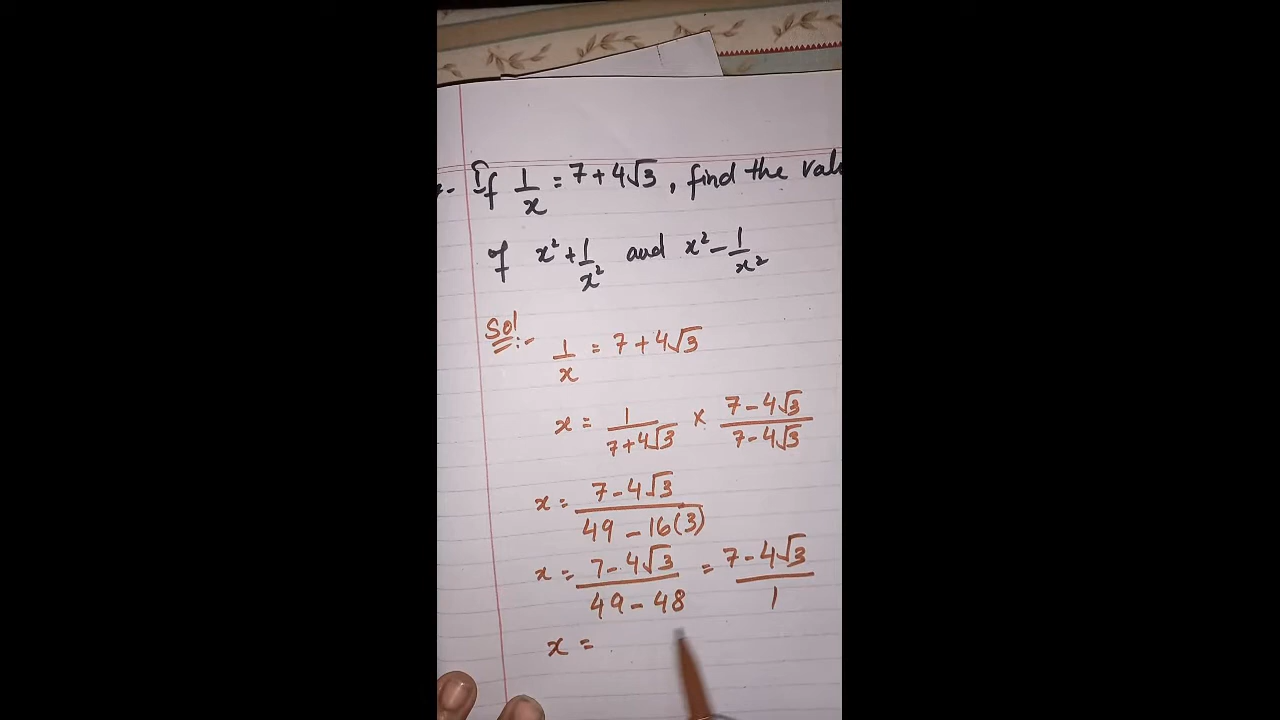 If 1/x = 7 + 4√3, find the
of x² + 1/x² and x² - 1/x²
Sol:-
1/x = 7 + 4√3
x = 1/(7+4√3) × (7-4√3)/(7-4√3)
x = (7-4√3)/(49-16(3))
x = (7-4√3)/(49-48) = (7-4√3)/1
x =